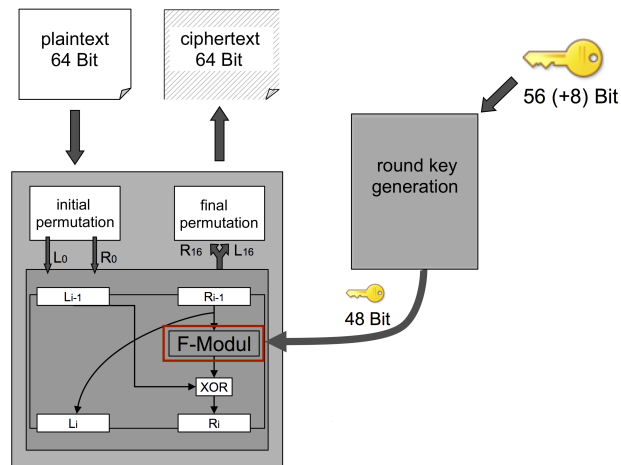 plaintext
64 Bit
ciphertext
64 Bit
56 (+8) Bit
round key
generation
initial
permutation
final
permutation
L0
R0
R16
L16
Li-1
Ri-1
48 Bit
F-Modul
XOR
Li
Ri